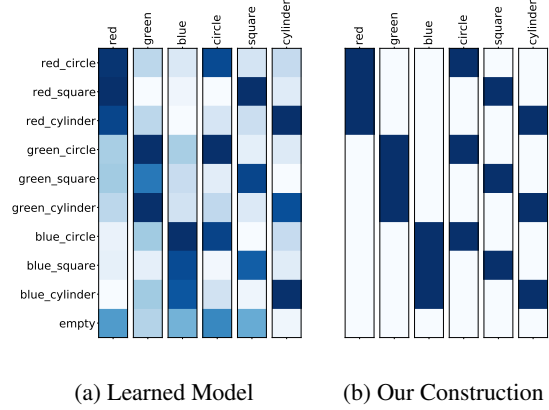 red green blue circle square cylinder red green blue circle square cylinder
red_circle
red_square
red_cylinder
green_circle
green_square
green_cylinder
blue_circle
blue_square
blue_cylinder
empty
(a) Learned Model (b) Our Construction